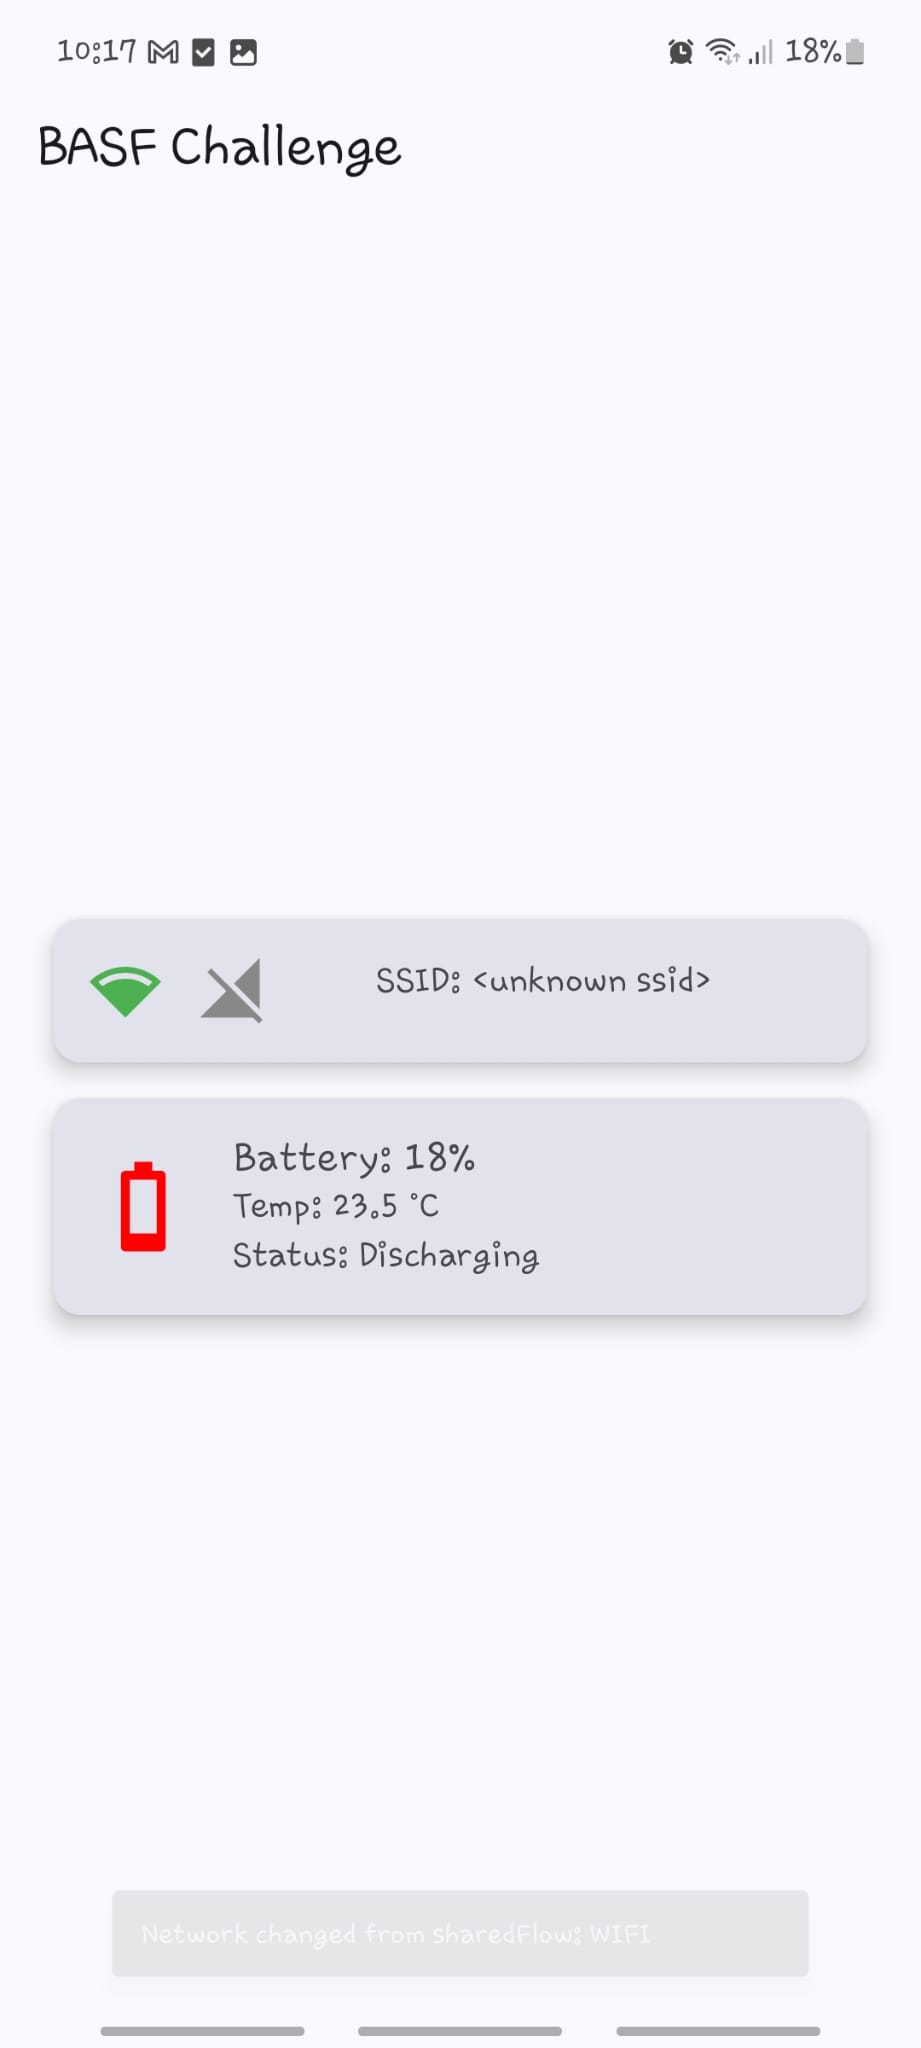 10:17
18%
BASF Challenge
SSID: <unknown ssid>
Battery: 18%
Temp: 23.5 °C
Status: Discharging
Network changed from sharedFlow: WIFI